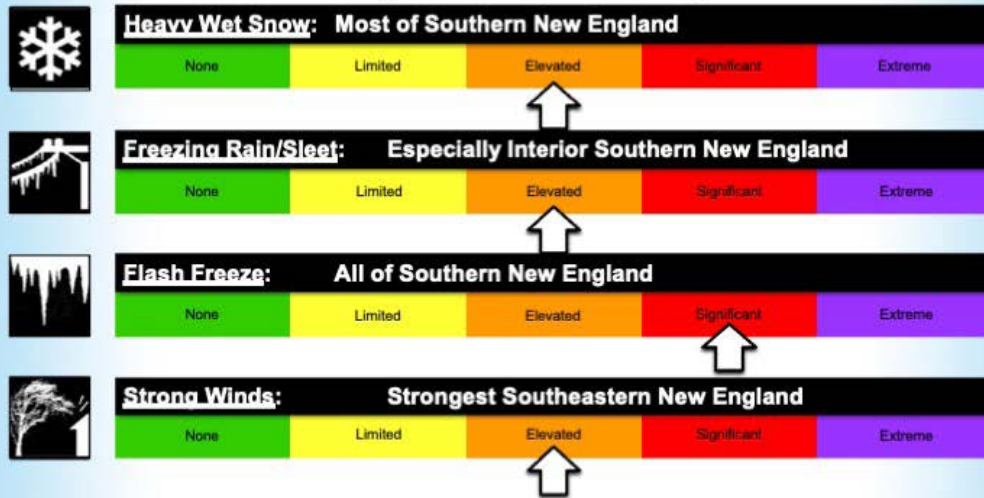 Heavy Wet Snow: Most of Southern New England
None Limited Elevated Significant Extreme
Freezing Rain/Sleet: Especially Interior Southern New England
None Limited Elevated Significant Extreme
Flash Freeze: All of Southern New England
None Limited Elevated Significant Extreme
Strong Winds: Strongest Southeastern New England
None Limited Elevated Significant Extreme